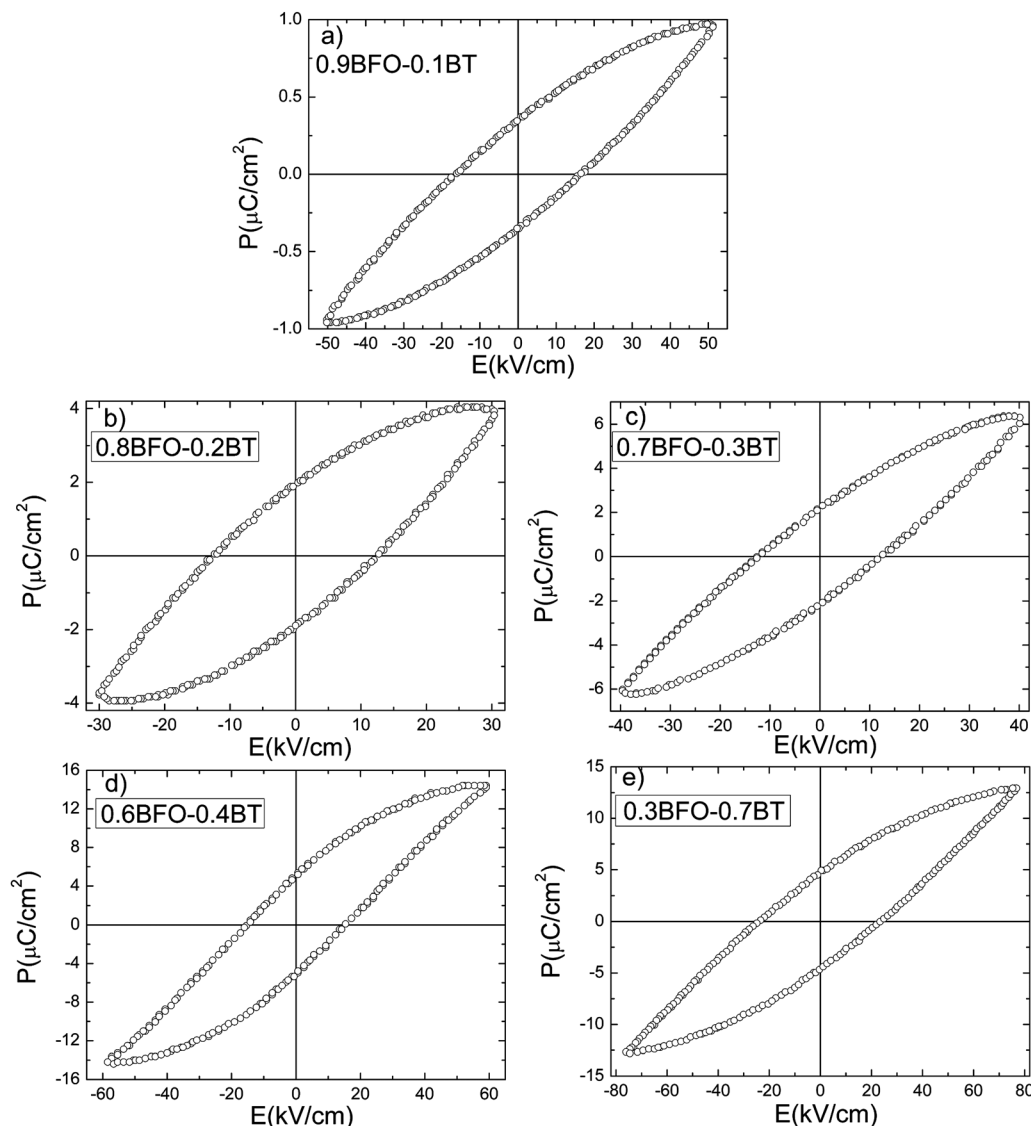 a)
0.9BFO-0.1BT
P(μC/cm²)
1.0
0.5
0.0
-0.5
-1.0
-50 -40 -30 -20 -10 0 10 20 30 40 50
E(kV/cm)
b)
0.8BFO-0.2BT
P(μC/cm²)
4
2
0
-2
-4
-30 -20 -10 0 10 20 30
E(kV/cm)
c)
0.7BFO-0.3BT
P(μC/cm²)
6
4
2
0
-2
-4
-6
-40 -30 -20 -10 0 10 20 30 40
E(kV/cm)
d)
0.6BFO-0.4BT
P(μC/cm²)
16
12
8
4
0
-4
-8
-12
-16
-60 -40 -20 0 20 40 60
E(kV/cm)
e)
0.3BFO-0.7BT
P(μC/cm²)
15
10
5
0
-5
-10
-15
-80 -60 -40 -20 0 20 40 60 80
E(kV/cm)